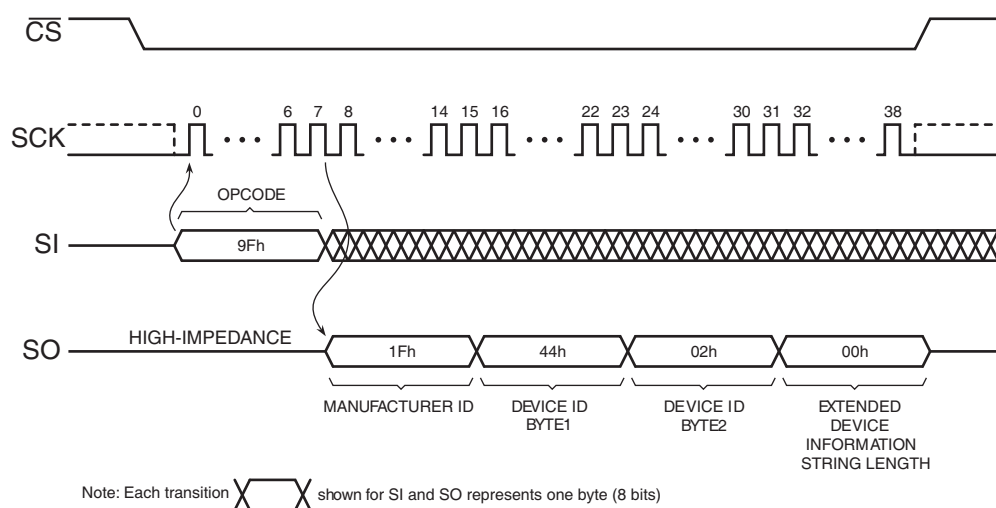 CS
0 6 7 8 14 15 16 22 23 24 30 31 32 38
SCK
OPCODE
SI 9Fh
HIGH-IMPEDANCE
SO 1Fh 44h 02h 00h
MANUFACTURER ID DEVICE ID DEVICE ID EXTENDED
BYTE1 BYTE2 DEVICE
INFORMATION
STRING LENGTH
Note: Each transition shown for SI and SO represents one byte (8 bits)